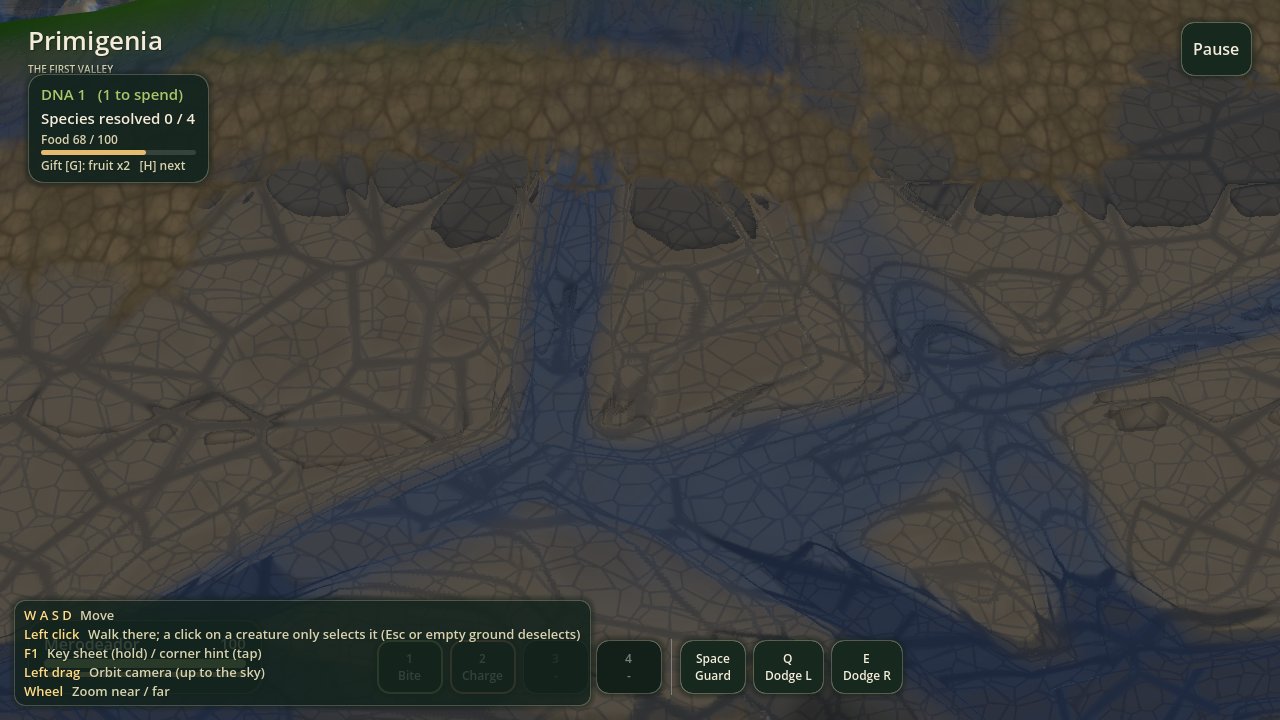 Primigenia
THE FIRST VALLEY
Pause
DNA 1 (1 to spend)
Species resolved 0 / 4
Food 68 / 100
Gift [G]: fruit x2 [H] next
W A S D Move
Left click Walk there; a click on a creature only selects it (Esc or empty ground deselects)
F1 Key sheet (hold) / corner hint (tap)
Left drag Orbit camera (up to the sky)
Wheel Zoom near / far
Merodeador 100
1 Bite
2 Charge
3 -
4 -
Space Guard
Q Dodge L
E Dodge R